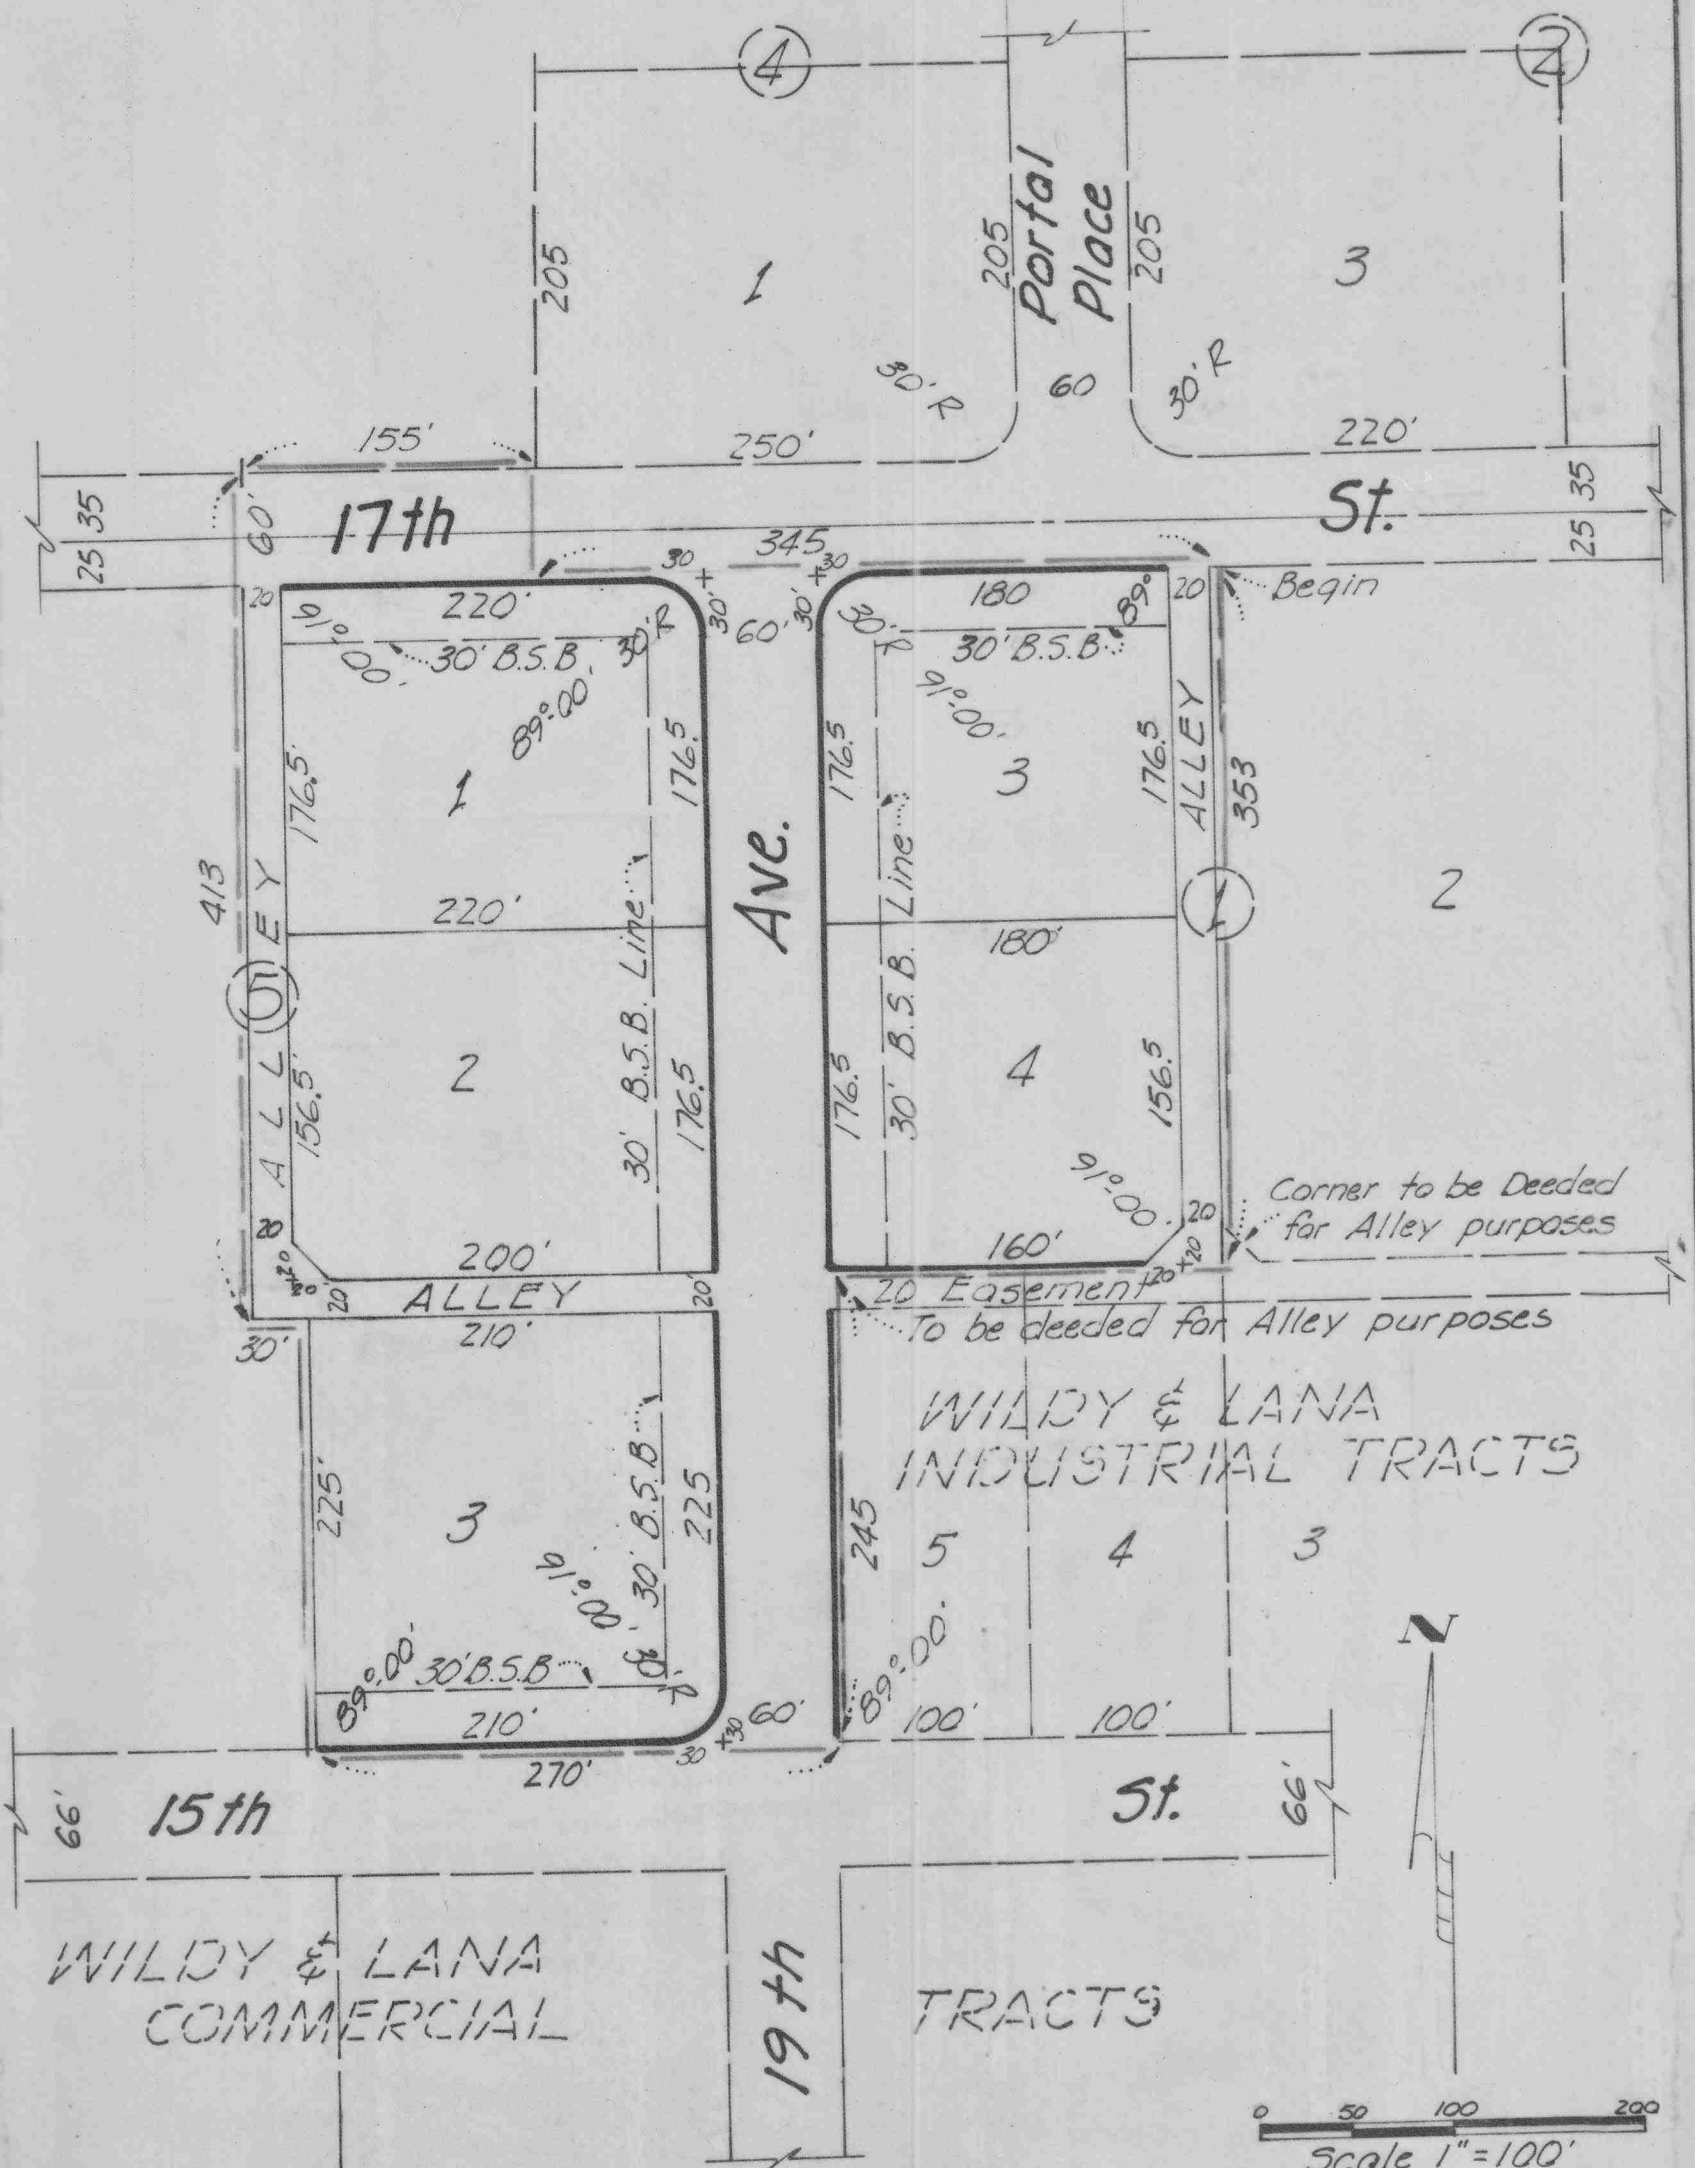 4
2
205
1
205
Portal
Place
205
3
30' R
60
30' R
155'
250'
220'
35
25
60'
17th
St.
35
25
345
30
30
20
220'
180
89°
20
Begin
91°:00'
30' B.S.B.
30' R
30'
60'
30'
30' R
30' B.S.B.
89°:00'
91°:00'
176.5'
1
176.5
176.5
3
176.5
ALLEY
353
413
Ave.
2
220'
180'
1
ALLEY
5
30' B.S.B. Line
30' B.S.B. Line
156.5'
2
176.5
176.5
4
156.5
91°:00'
20
20
Corner to be Deeded
for Alley purposes
20
20
200'
160'
20
20
20'
ALLEY
20'
20 Easement
To be deeded for Alley purposes
30'
210'
WILDY & LANA
INDUSTRIAL TRACTS
225'
3
30' B.S.B
225
245
5
4
3
91°:00'
N
89°:00'
30' B.S.B
30' R
89°:00'
210'
60'
100'
100'
30
30
270'
66'
15th
St.
66'
WILDY & LANA
COMMERCIAL
19th
TRACTS
0 50 100 200
Scale 1"=100'